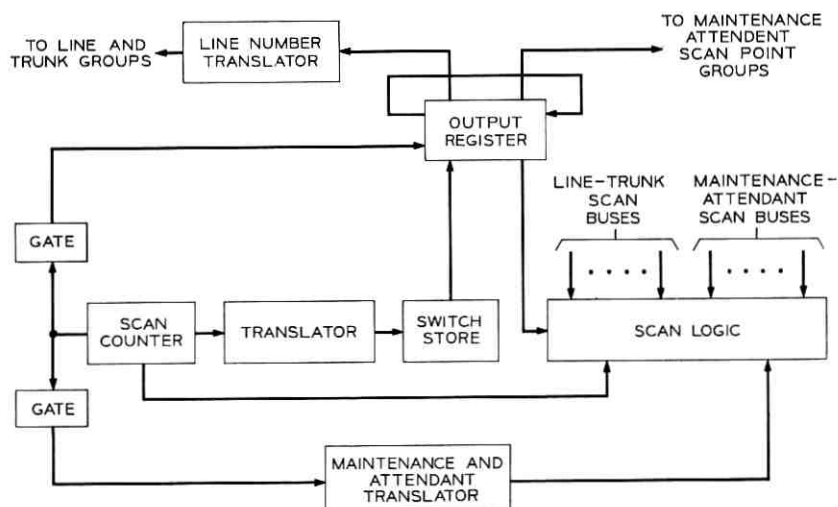 TO LINE AND
TRUNK GROUPS
LINE NUMBER
TRANSLATOR
TO MAINTENANCE
ATTENDENT
SCAN POINT
GROUPS
OUTPUT
REGISTER
LINE-TRUNK
SCAN
BUSES
MAINTENANCE-
ATTENDANT
SCAN BUSES
GATE
SCAN
COUNTER
TRANSLATOR
SWITCH
STORE
SCAN LOGIC
GATE
MAINTENANCE AND
ATTENDANT
TRANSLATOR